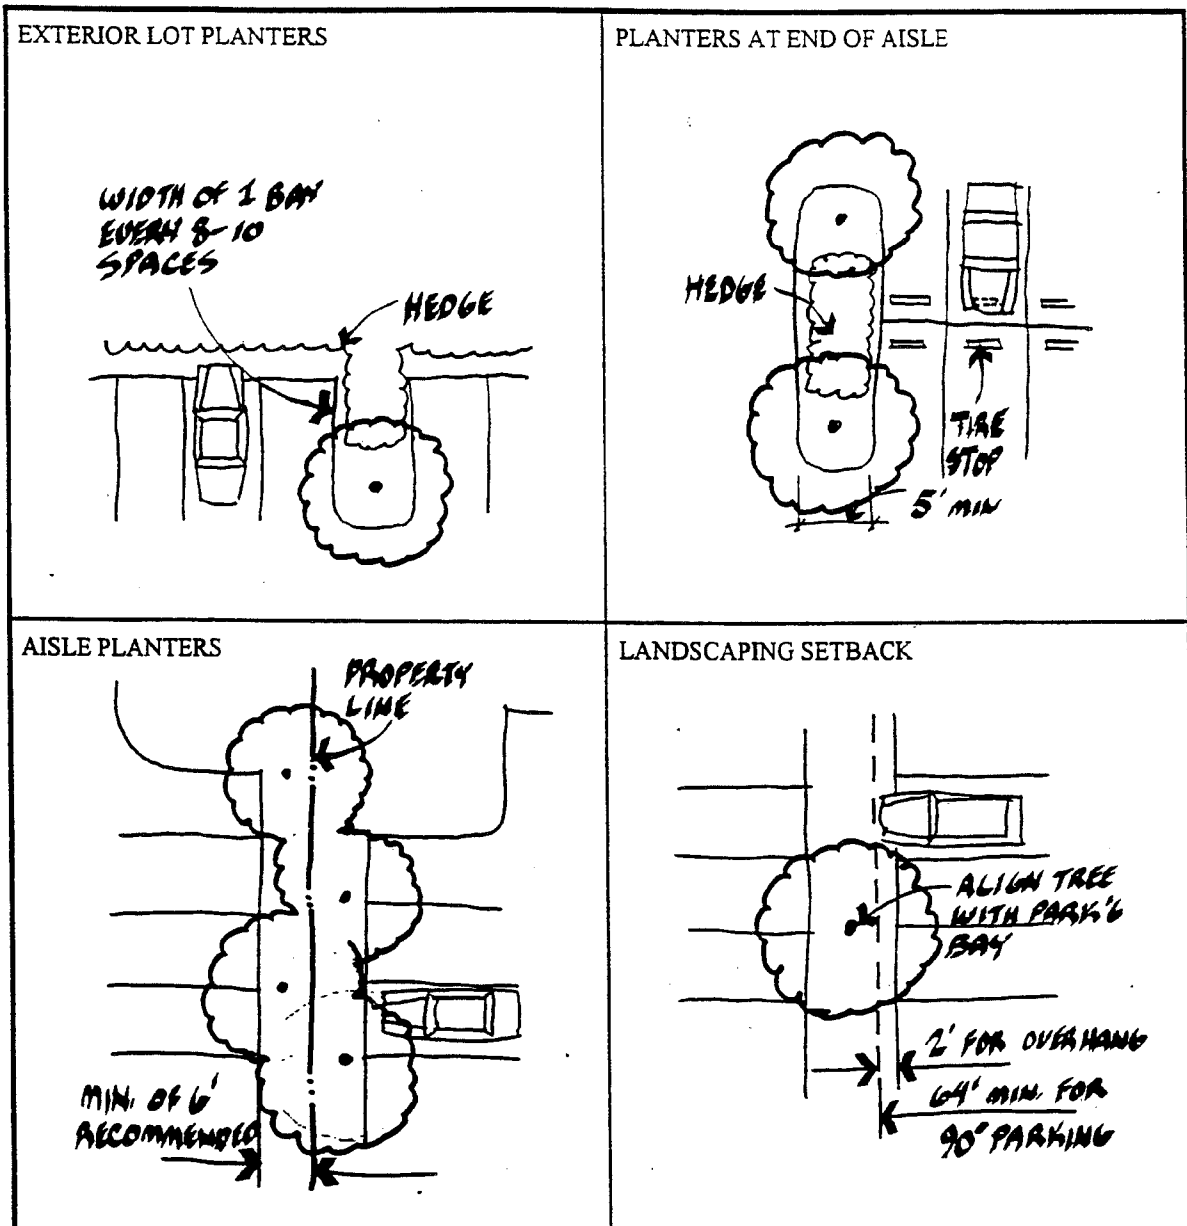 EXTERIOR LOT PLANTERS
WIDTH OF 1 BAY
EVERY 8-10
SPACES
HEDGE
PLANTERS AT END OF AISLE
HEDGE
TIRE
STOP
5' MIN
AISLE PLANTERS
PROPERTY
LINE
MIN. OF 6'
RECOMMENDED
LANDSCAPING SETBACK
ALIGN TREE
WITH PARK'G
BAY
2' FOR OVERHANG
64' MIN. FOR
90° PARKING